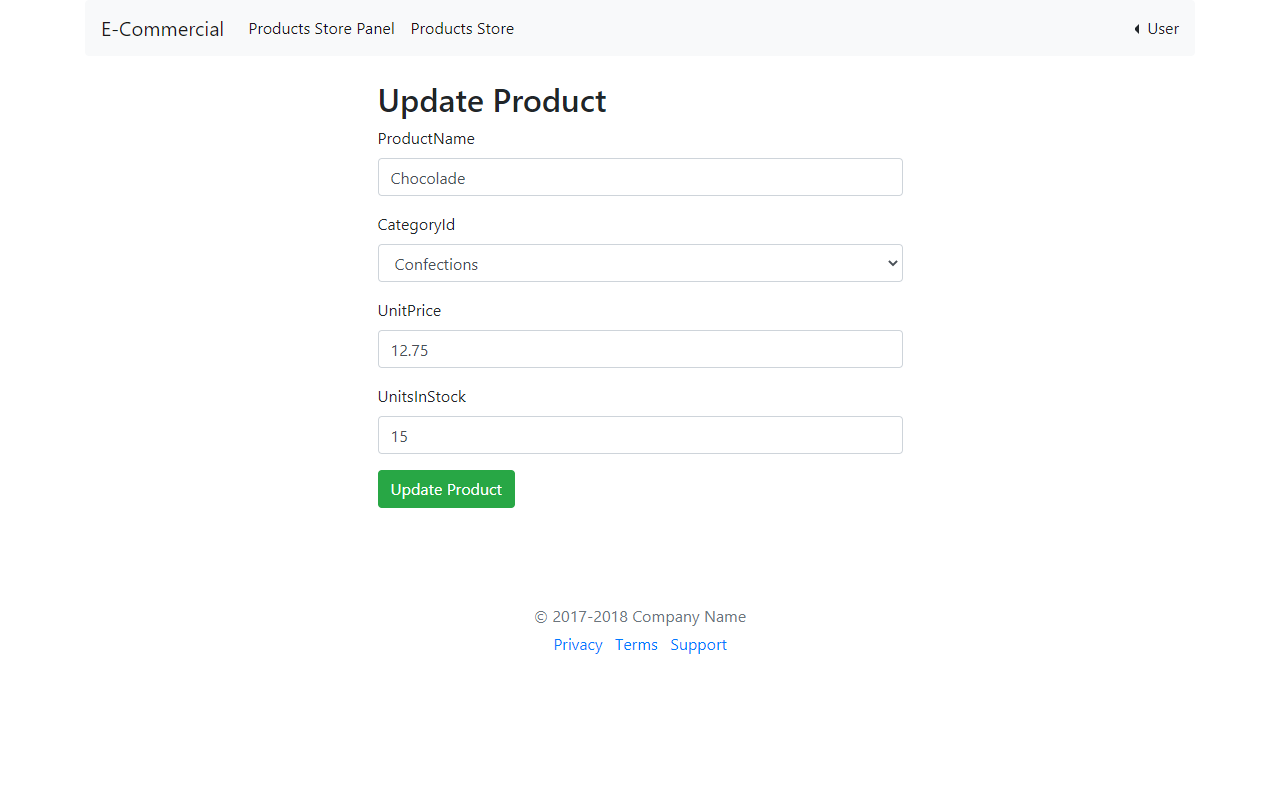 E-Commercial Products Store Panel Products Store User
Update Product
ProductName
Chocolade
CategoryId
Confections
UnitPrice
12.75
UnitsInStock
15
Update Product
© 2017-2018 Company Name
Privacy Terms Support